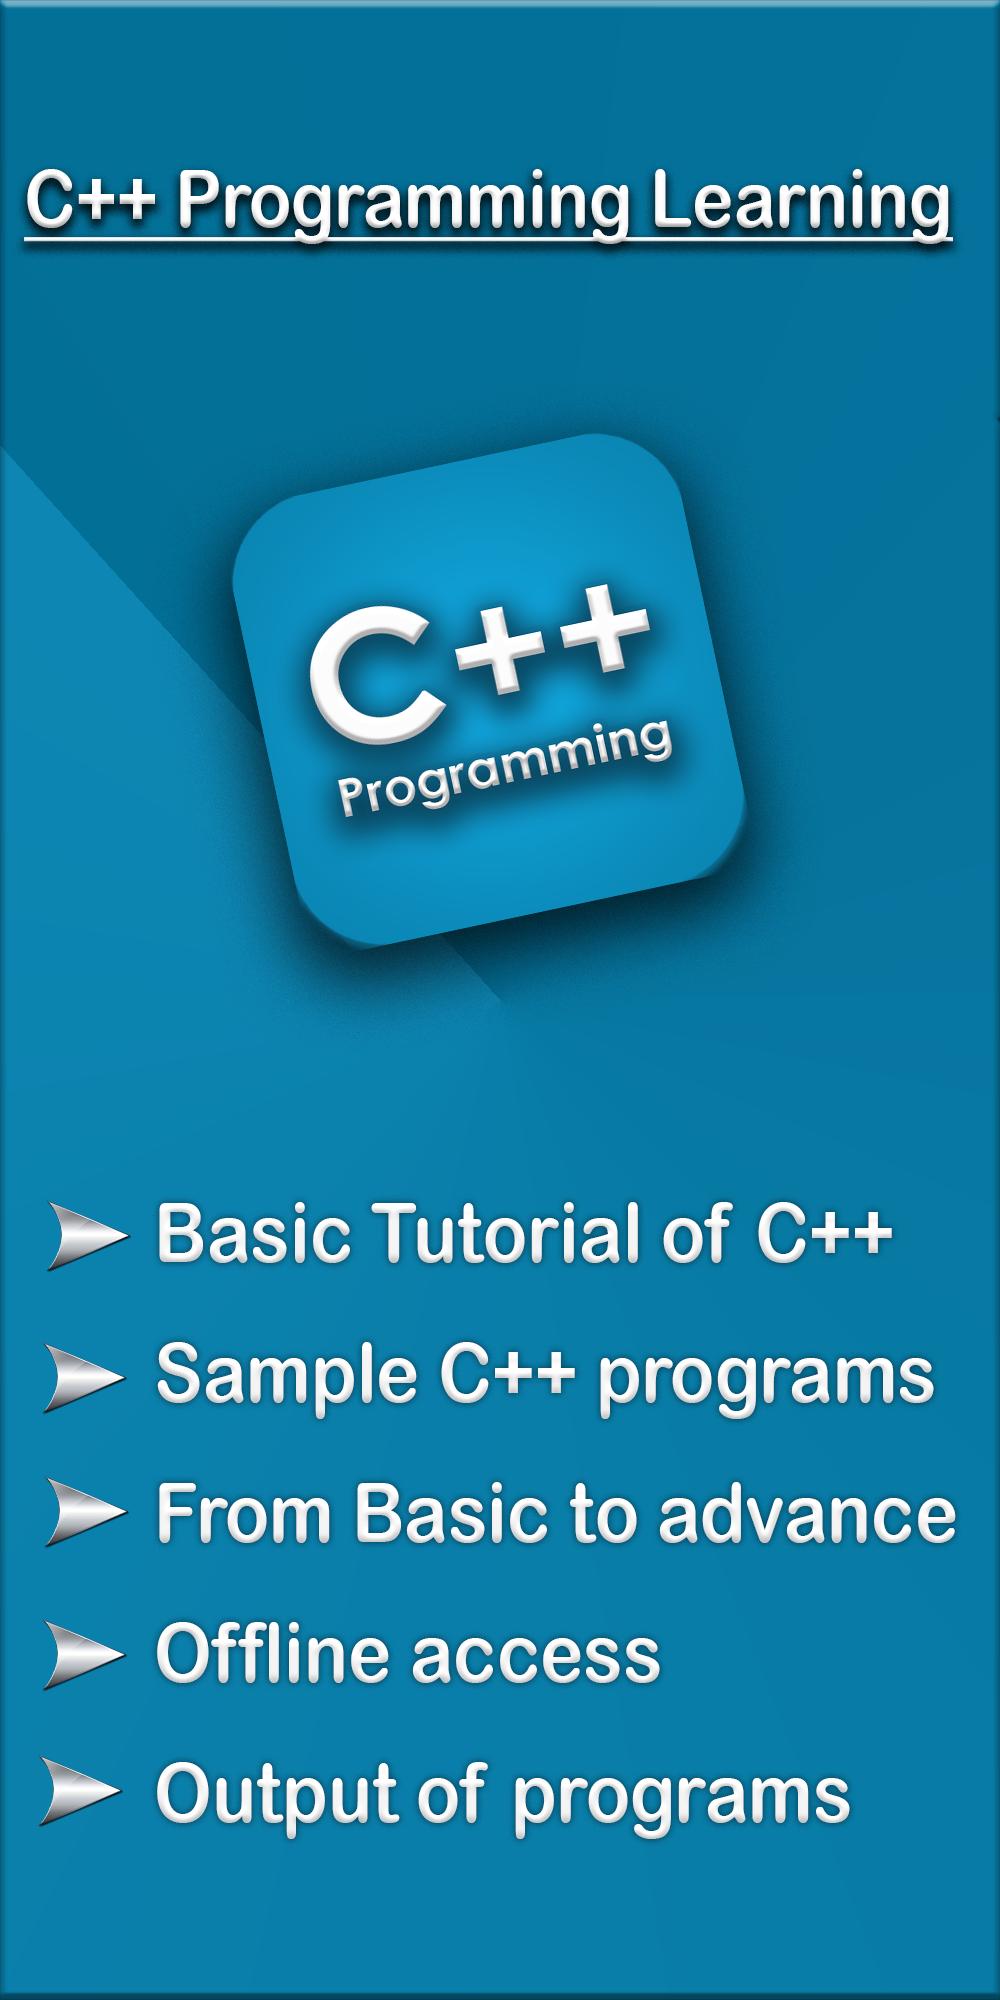 C++ Programming Learning
C++
Programming
Basic Tutorial of C++
Sample C++ programs
From Basic to advance
Offline access
Output of programs